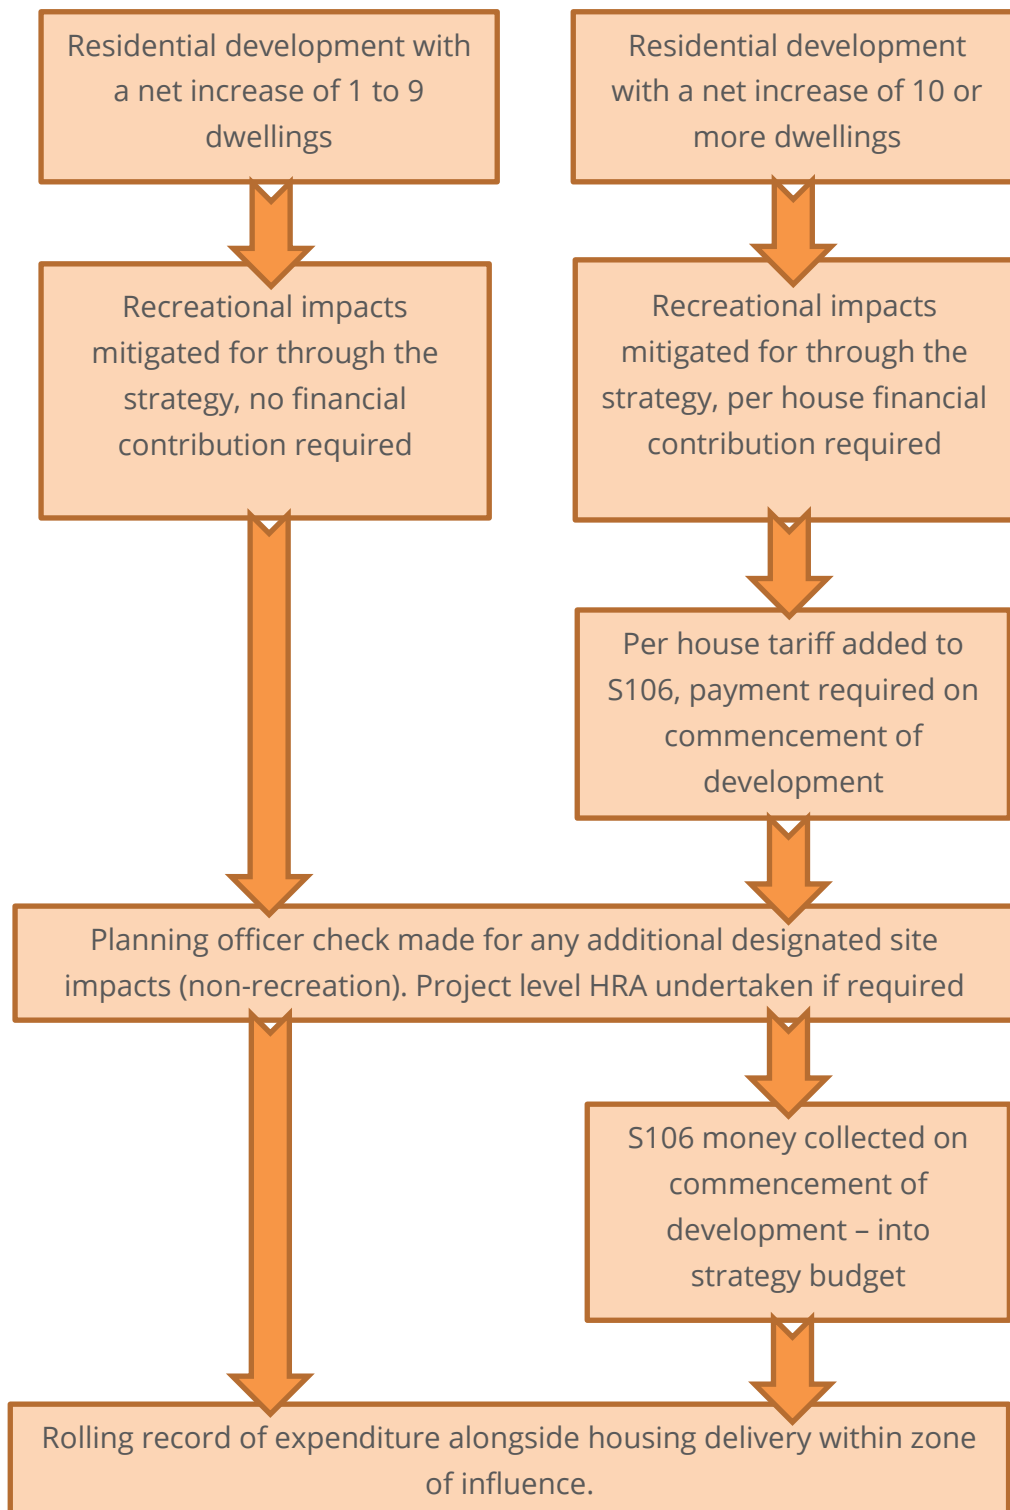 Residential development with
a net increase of 1 to 9
dwellings
Residential development
with a net increase of 10 or
more dwellings
Recreational impacts
mitigated for through the
strategy, no financial
contribution required
Recreational impacts
mitigated for through the
strategy, per house financial
contribution required
Per house tariff added to
S106, payment required on
commencement of
development
Planning officer check made for any additional designated site
impacts (non-recreation). Project level HRA undertaken if required
S106 money collected on
commencement of
development – into
strategy budget
Rolling record of expenditure alongside housing delivery within zone
of influence.